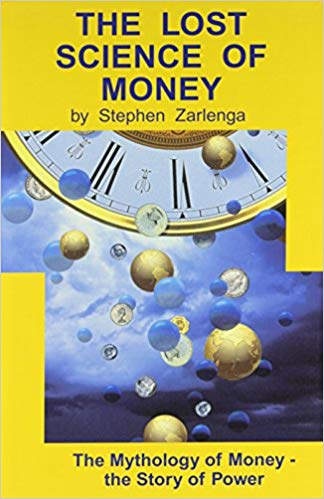 THE LOST
SCIENCE OF
MONEY
by Stephen Zarlenga
The Mythology of Money -
the Story of Power